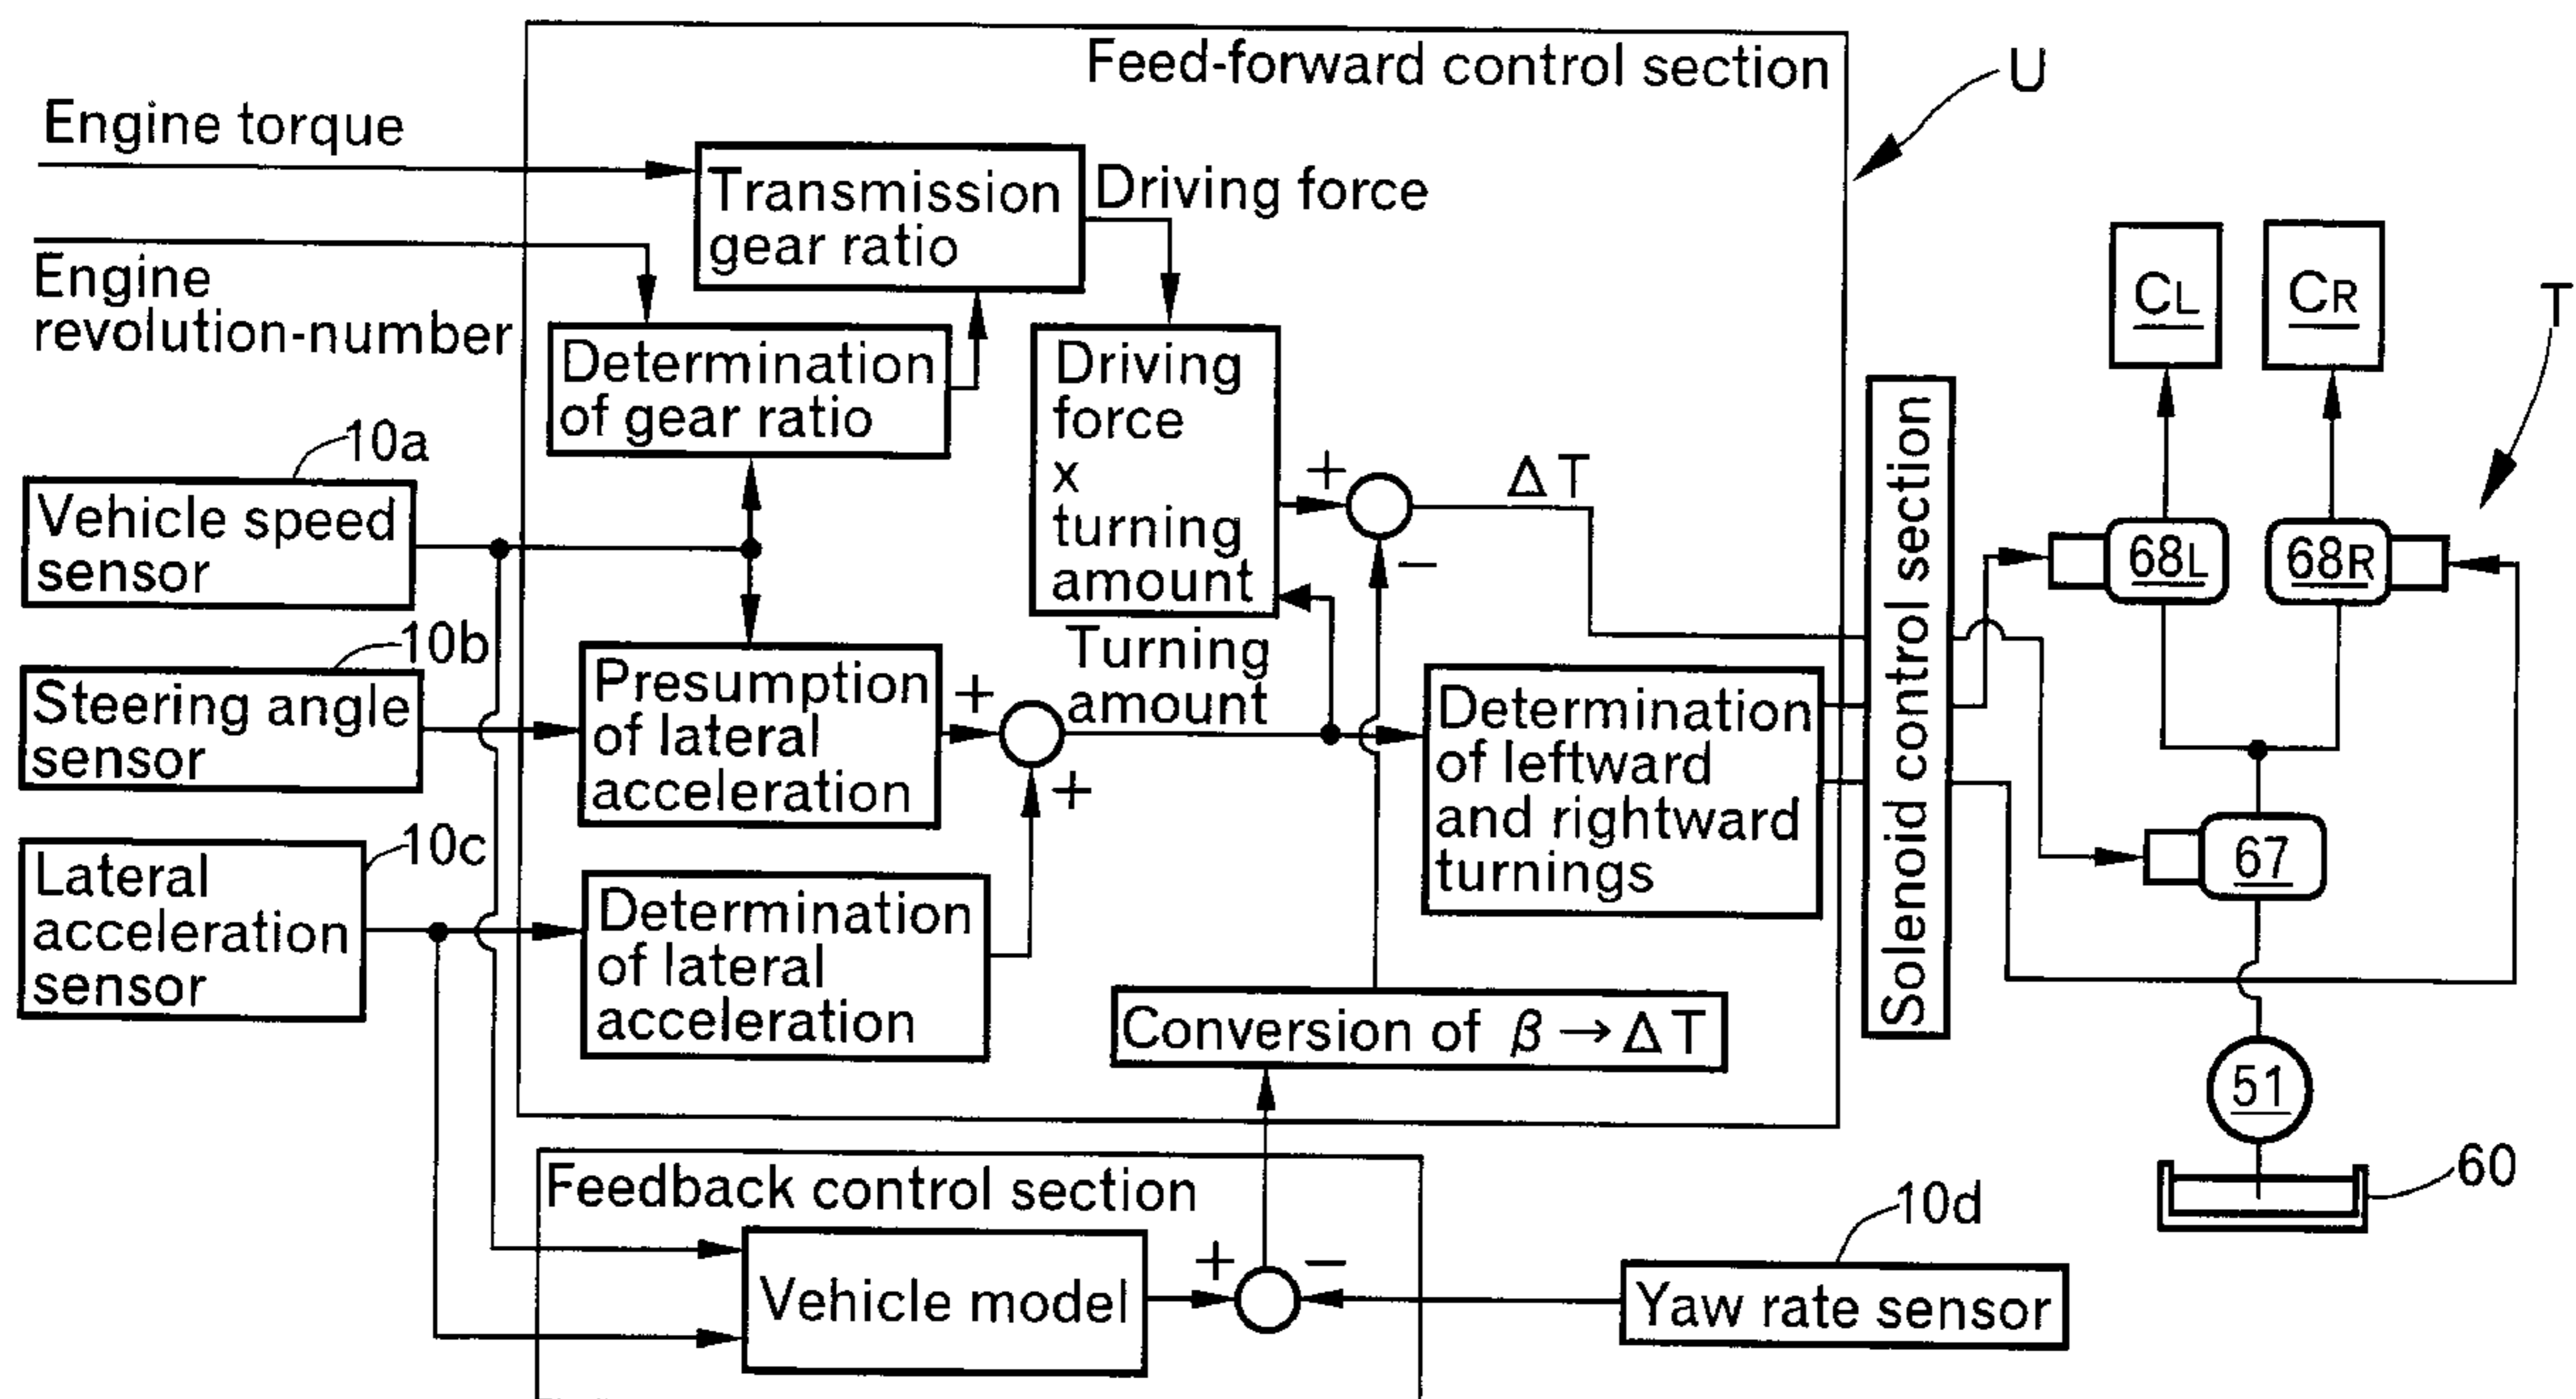 Feed-forward control section
U
Engine torque
Transmission
gear ratio
Driving force
Engine
revolution-number
Determination
of gear ratio
Driving
force
x
turning
amount
CL
CR
T
10a
Vehicle speed
sensor
+
−
ΔT
Solenoid control section
68L
68R
10b
Steering angle
sensor
Presumption
of lateral
acceleration
+
+
Turning
amount
Determination
of leftward
and rightward
turnings
67
10c
Lateral
acceleration
sensor
Determination
of lateral
acceleration
Conversion of β → ΔT
51
60
Feedback control section
Vehicle model
+
−
10d
Yaw rate sensor